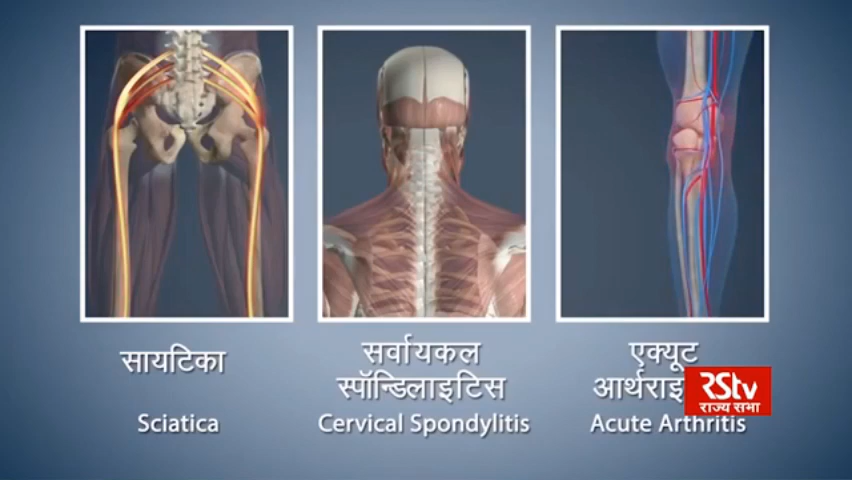 सायटिका
Sciatica
सर्वायकल
स्पॉन्डिलाइटिस
Cervical Spondylitis
एक्यूट
Acute Arthritis
RSTV
राज्य सभा